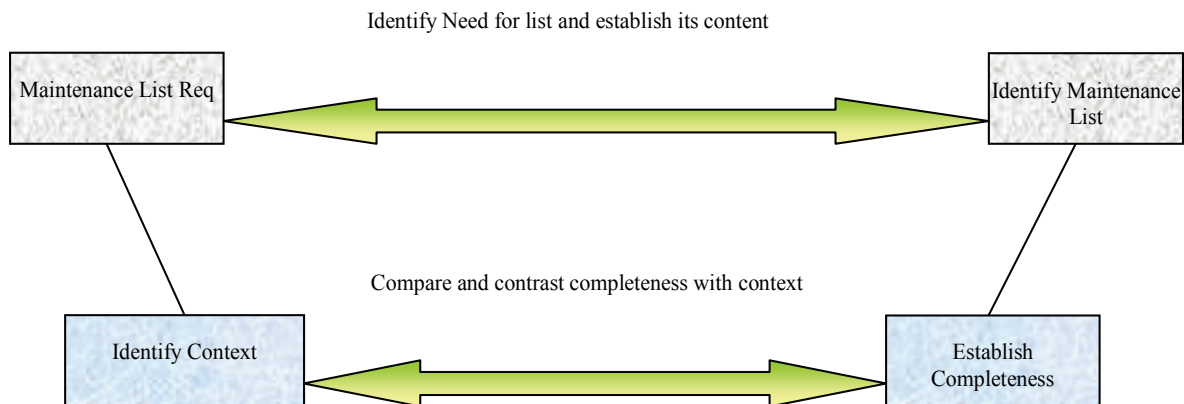 Identify Need for list and establish its content
Maintenance List Req
Identify Maintenance
List
Compare and contrast completeness with context
Identify Context
Establish
Completeness